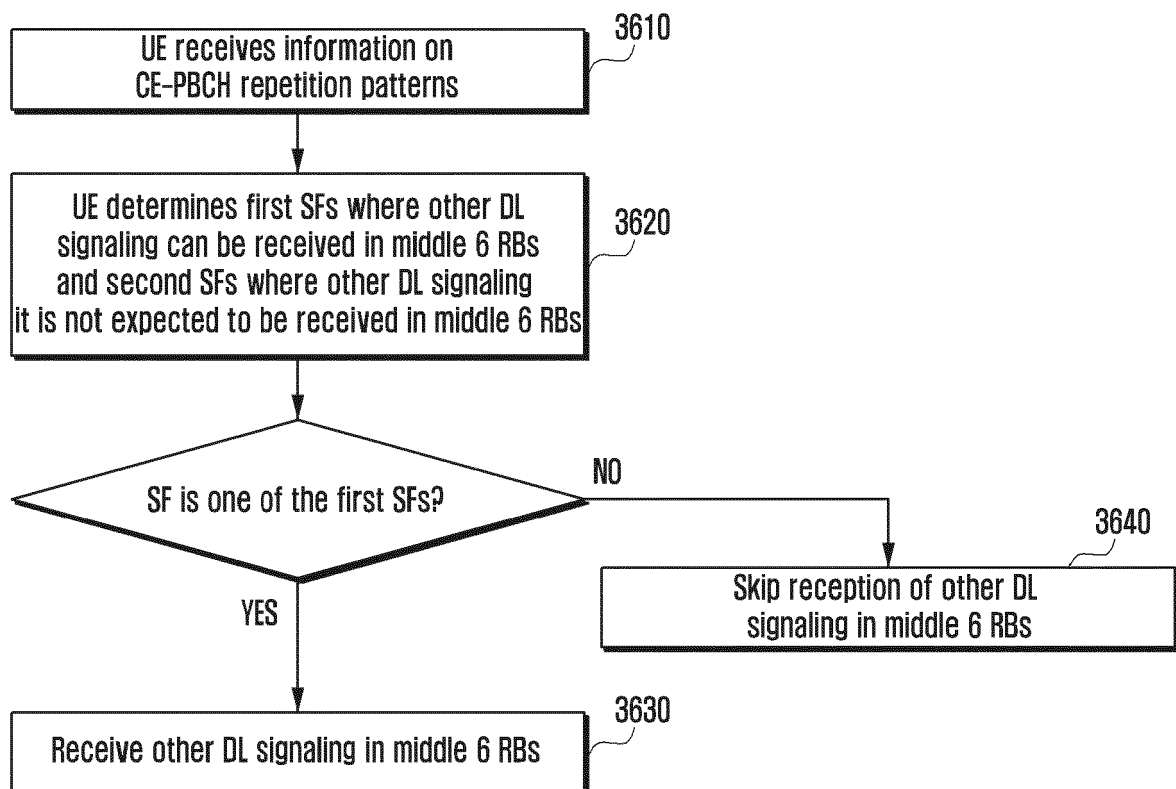 UE receives information on
CE-PBCH repetition patterns
3610
UE determines first SFs where other DL
signaling can be received in middle 6 RBs
and second SFs where other DL signaling
it is not expected to be received in middle 6 RBs
3620
SF is one of the first SFs?
NO
YES
3640
Skip reception of other DL
signaling in middle 6 RBs
3630
Receive other DL signaling in middle 6 RBs